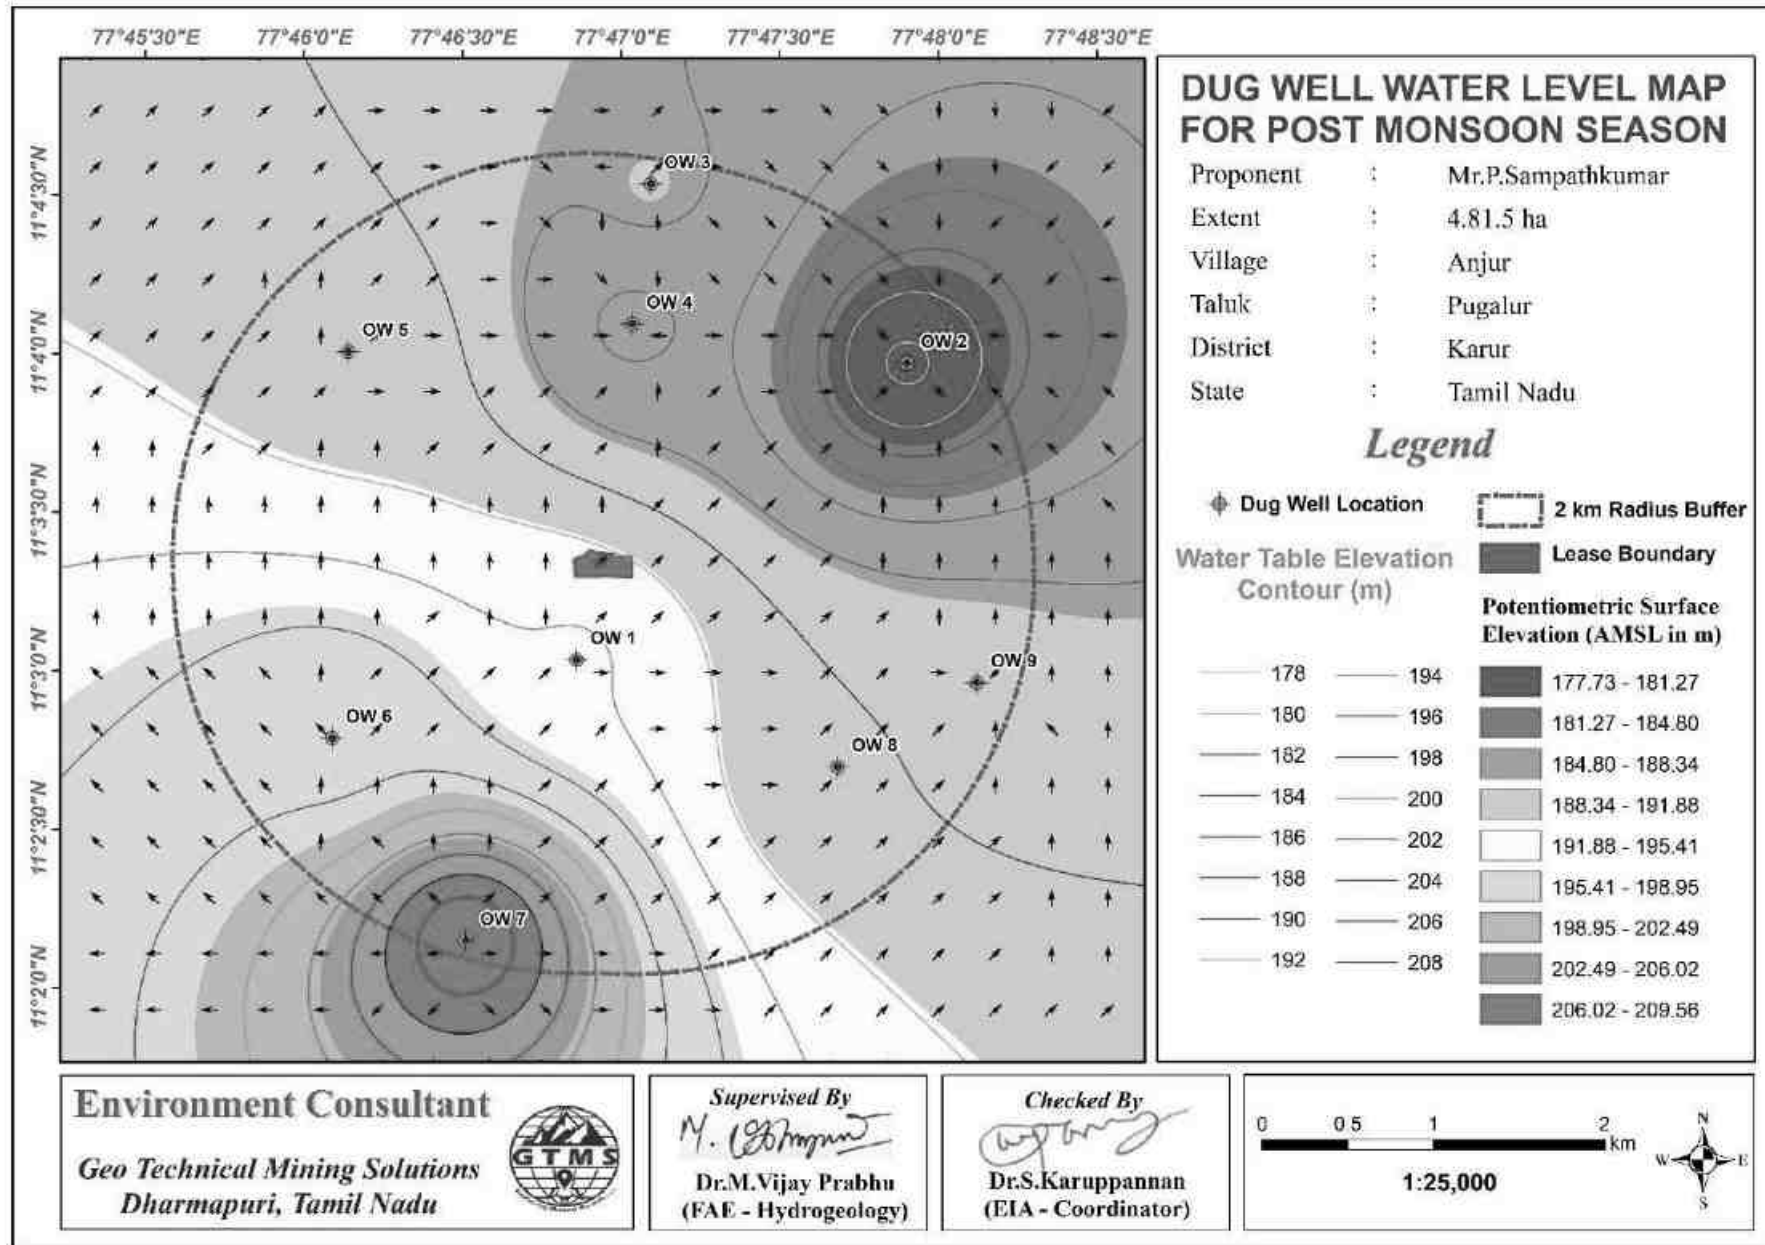 77°45'30"E 77°46'0"E 77°46'30"E 77°47'0"E 77°47'30"E 77°48'0"E 77°48'30"E
11°4'30"N
11°4'0"N
11°3'30"N
11°3'0"N
11°2'30"N
11°2'0"N
OW 3
OW 4
OW 5
OW 2
OW 1
OW 9
OW 6
OW 8
OW 7
DUG WELL WATER LEVEL MAP
FOR POST MONSOON SEASON
Proponent : Mr.P.Sampathkumar
Extent : 4.81.5 ha
Village : Anjur
Taluk : Pugalur
District : Karur
State : Tamil Nadu
Legend
Dug Well Location
2 km Radius Buffer
Lease Boundary
Water Table Elevation
Contour (m)
178 194
180 196
182 198
184 200
186 202
188 204
190 206
192 208
Potentiometric Surface
Elevation (AMSL in m)
177.73 - 181.27
181.27 - 184.80
184.80 - 188.34
188.34 - 191.88
191.88 - 195.41
195.41 - 198.95
198.95 - 202.49
202.49 - 206.02
206.02 - 209.56
Environment Consultant
Geo Technical Mining Solutions
Dharmapuri, Tamil Nadu
GTMS
Supervised By
Dr.M.Vijay Prabhu
(FAE - Hydrogeology)
Checked By
Dr.S.Karuppannan
(EIA - Coordinator)
0 0 5 1 2
km
1:25,000
N
W E
S